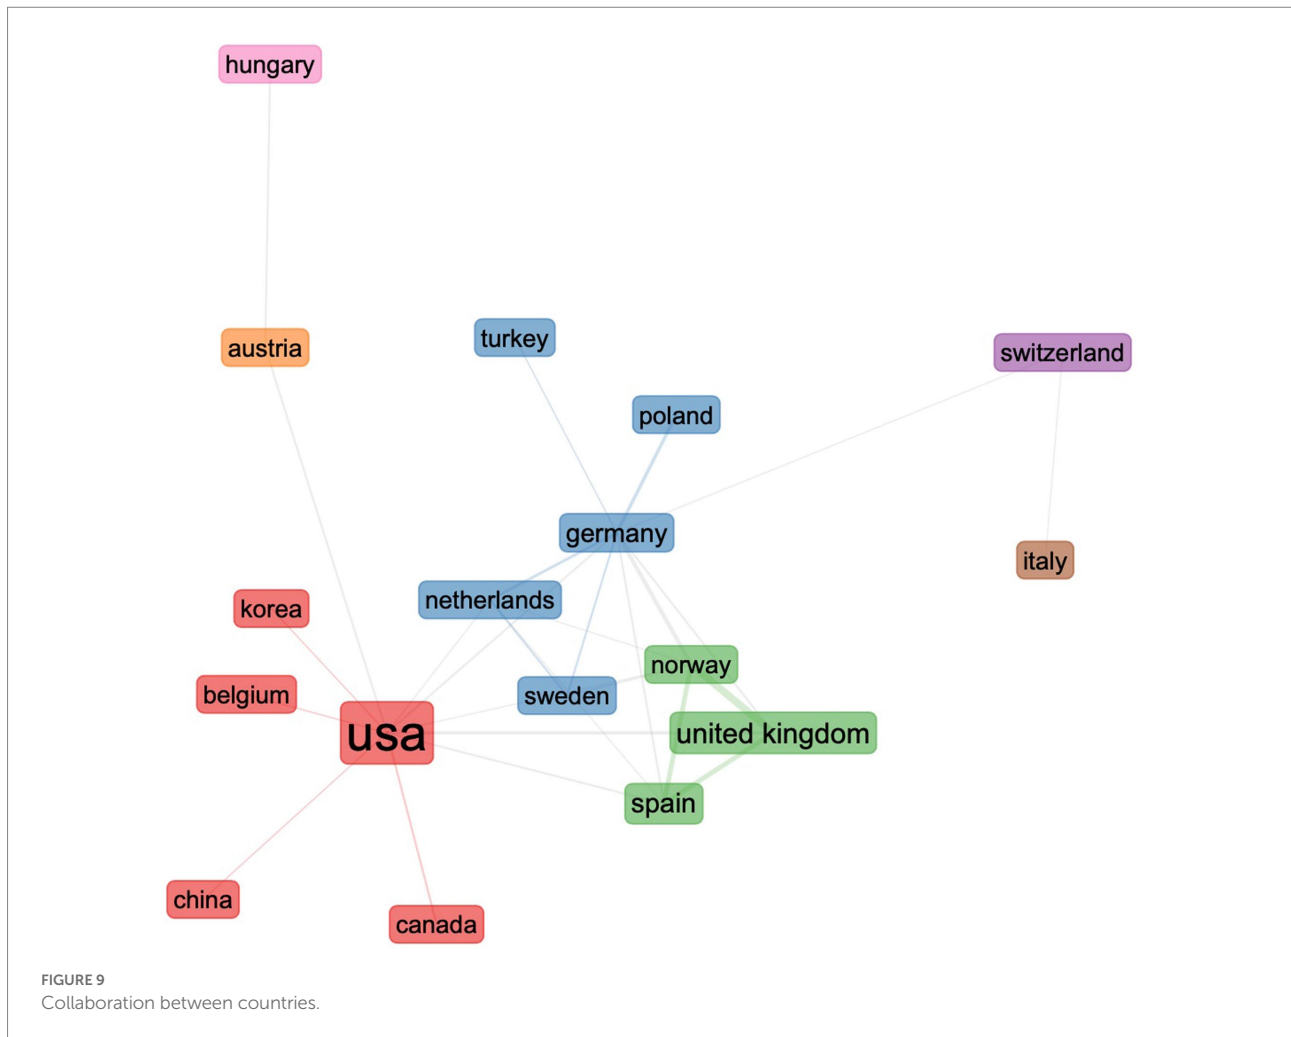 hungary
austria
turkey
switzerland
poland
germany
italy
netherlands
korea
norway
belgium
sweden
usa
united kingdom
spain
china
canada
FIGURE 9
Collaboration between countries.